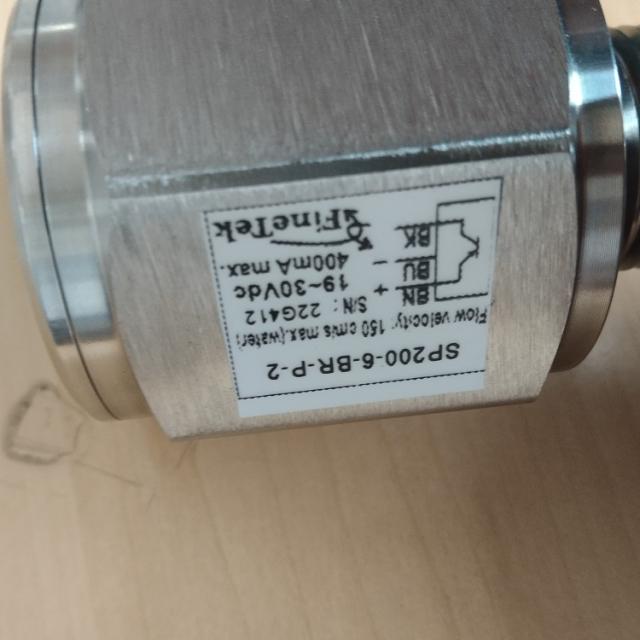 SP200-6-BR-P-2
Flow velocity: 150 cm/s max.(water)
S/N : 22G412
19~30Vdc
400mA max.
FineTek
BN +
BU −
BK